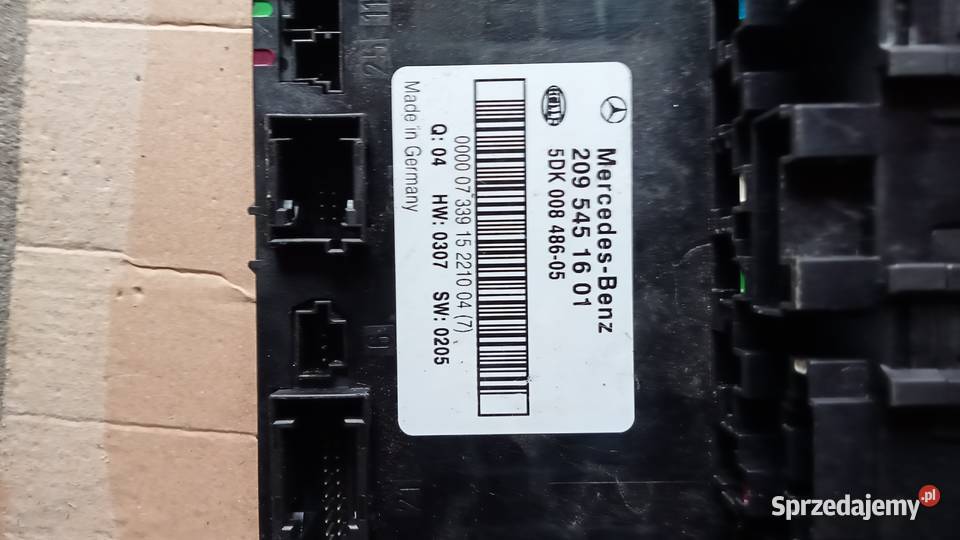 Mercedes-Benz
209 545 16 01
HELLA
5DK 008 486-05
0000 07 339 15 2210 04 (7)
Q: 04 HW: 0307 SW: 0205
Made in Germany
Sprzedajemy.pl